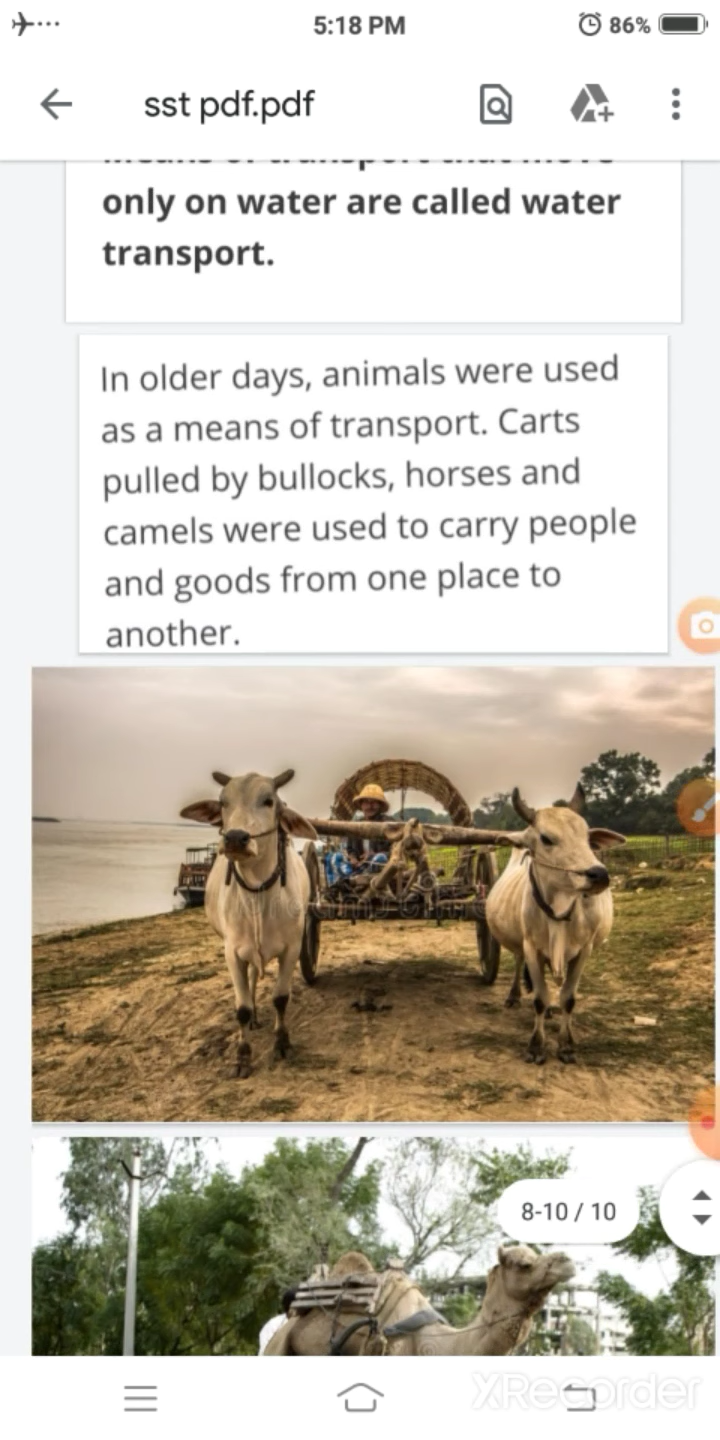 5:18 PM
86%
sst pdf.pdf
only on water are called water
transport.
In older days, animals were used
as a means of transport. Carts
pulled by bullocks, horses and
camels were used to carry people
and goods from one place to
another.
8-10 / 10
XRecorder